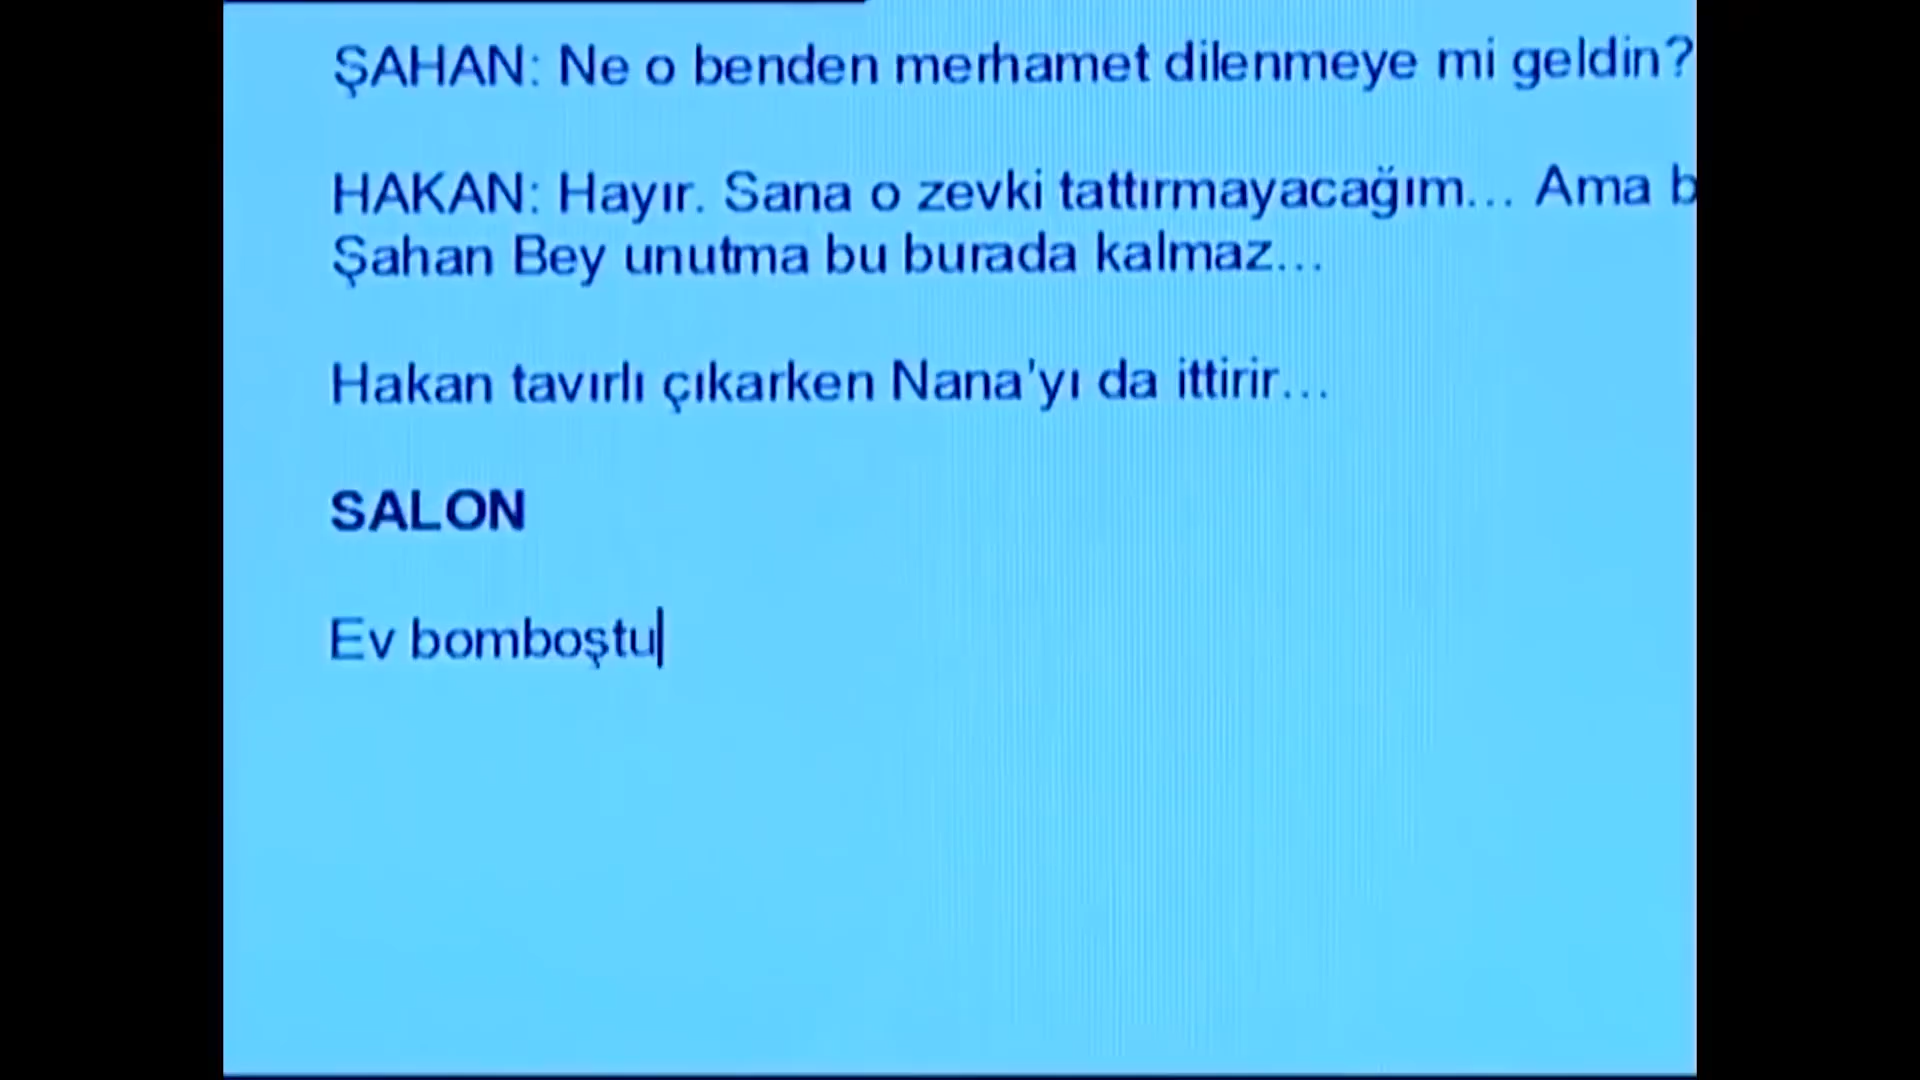 ŞAHAN: Ne o benden merhamet dilenmeye mi geldin?
HAKAN: Hayır. Sana o zevki tattırmayacağım... Ama
Şahan Bey unutma bu burada kalmaz...
Hakan tavırlı çıkarken Nana'yı da ittirir...
SALON
Ev bomboştu